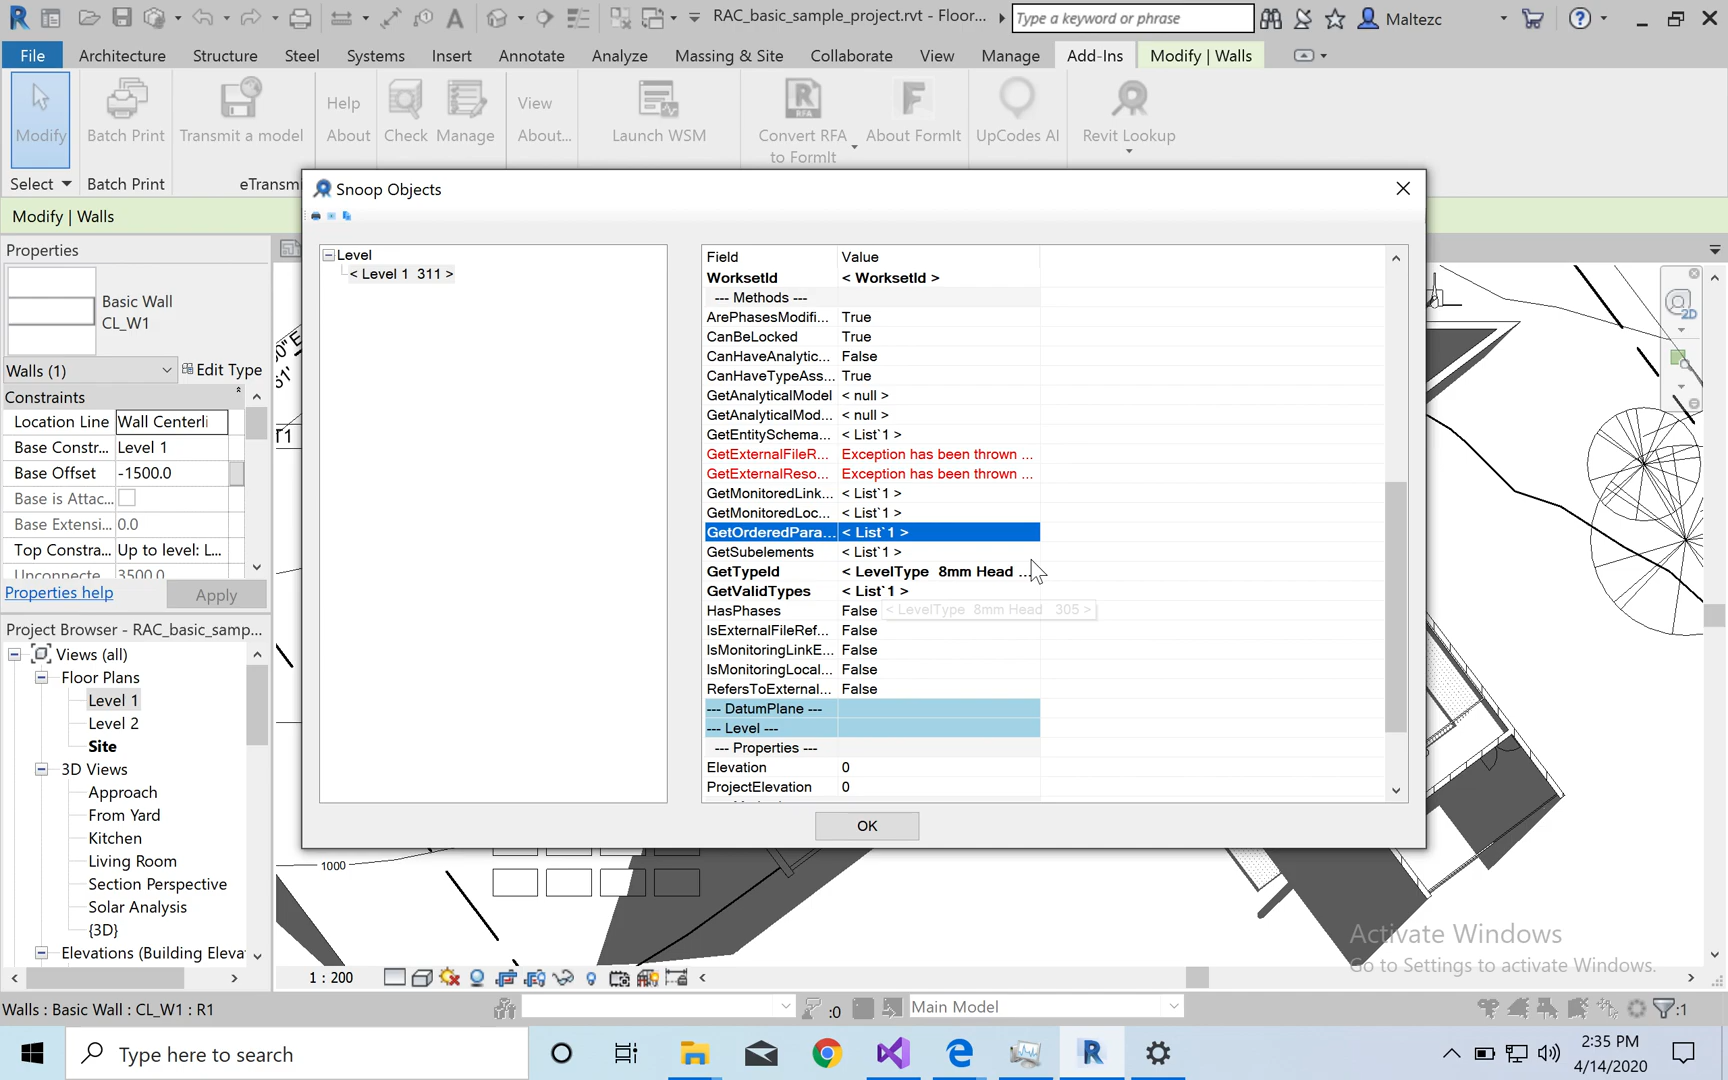 RAC_basic_sample_project.rvt - Floor...
Type a keyword or phrase
Maltezc
File
Architecture
Structure
Steel
Systems
Insert
Annotate
Analyze
Massing & Site
Collaborate
View
Manage
Add-Ins
Modify | Walls
Modify
Batch Print
Transmit a model
Help
About
Check
Manage
View
About...
Launch WSM
Convert RFA
to FormIt
About FormIt
UpCodes AI
Revit Lookup
Select
Batch Print
eTransmi
Modify | Walls
Properties
Basic Wall
CL_W1
Walls (1)
Edit Type
Constraints
Location Line Wall Centerli
Base Constr... Level 1
Base Offset -1500.0
Base is Attac...
Base Extensi... 0.0
Top Constra... Up to level: L...
Unconnecte 3500.0
Properties help
Apply
Project Browser - RAC_basic_samp...
Views (all)
Floor Plans
Level 1
Level 2
Site
3D Views
Approach
From Yard
Kitchen
Living Room
Section Perspective
Solar Analysis
{3D}
Elevations (Building Eleva
Snoop Objects
Level
< Level 1 311 >
Field Value
WorksetId < WorksetId >
--- Methods ---
ArePhasesModifi... True
CanBeLocked True
CanHaveAnalytic... False
CanHaveTypeAss... True
GetAnalyticalModel < null >
GetAnalyticalMod... < null >
GetEntitySchema... < List`1 >
GetExternalFileR... Exception has been thrown ...
GetExternalReso... Exception has been thrown ...
GetMonitoredLink... < List`1 >
GetMonitoredLoc... < List`1 >
GetOrderedPara... < List`1 >
GetSubelements < List`1 >
GetTypeId < LevelType 8mm Head ...
GetValidTypes < List`1 >
HasPhases False
< LevelType 8mm Head 305 >
IsExternalFileRef... False
IsMonitoringLinkE... False
IsMonitoringLocal... False
RefersToExternal... False
--- DatumPlane ---
--- Level ---
--- Properties ---
Elevation 0
ProjectElevation 0
OK
1000
2D
Activate Windows
Go to Settings to activate Windows.
1 : 200
Walls : Basic Wall : CL_W1 : R1
:0
Main Model
:1
Type here to search
2:35 PM
4/14/2020